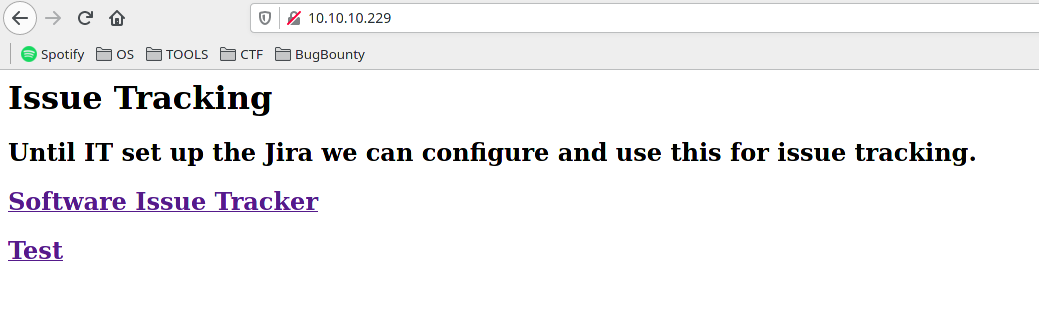 10.10.10.229
Spotify OS TOOLS CTF BugBounty
Issue Tracking
Until IT set up the Jira we can configure and use this for issue tracking.
Software Issue Tracker
Test